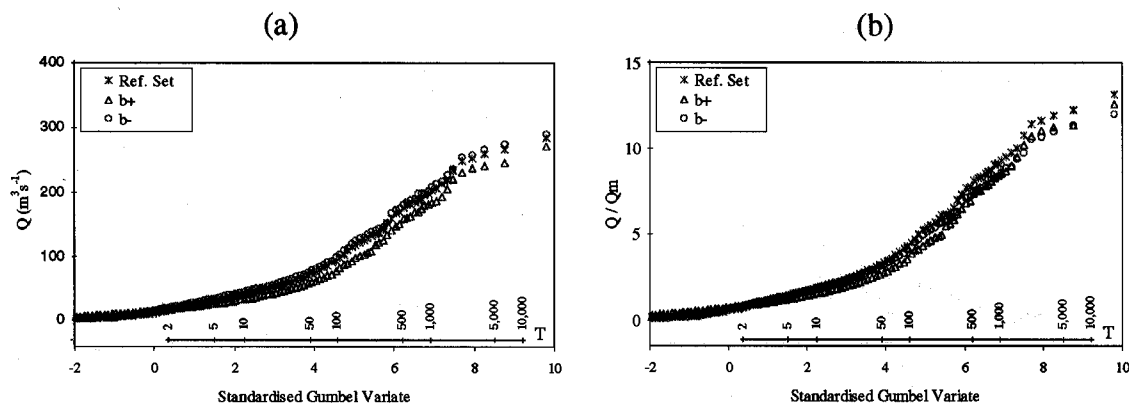 (a)
400
300
200
100
0
Q (m³s⁻¹)
Ref. Set
b+
b-
2
5
10
50
100
500
1,000
5,000
10,000
T
-2
0
2
4
6
8
10
Standardised Gumbel Variate
(b)
15
10
5
0
Q / Qm
Ref. Set
b+
b-
2
5
10
50
100
500
1,000
5,000
10,000
T
-2
0
2
4
6
8
10
Standardised Gumbel Variate